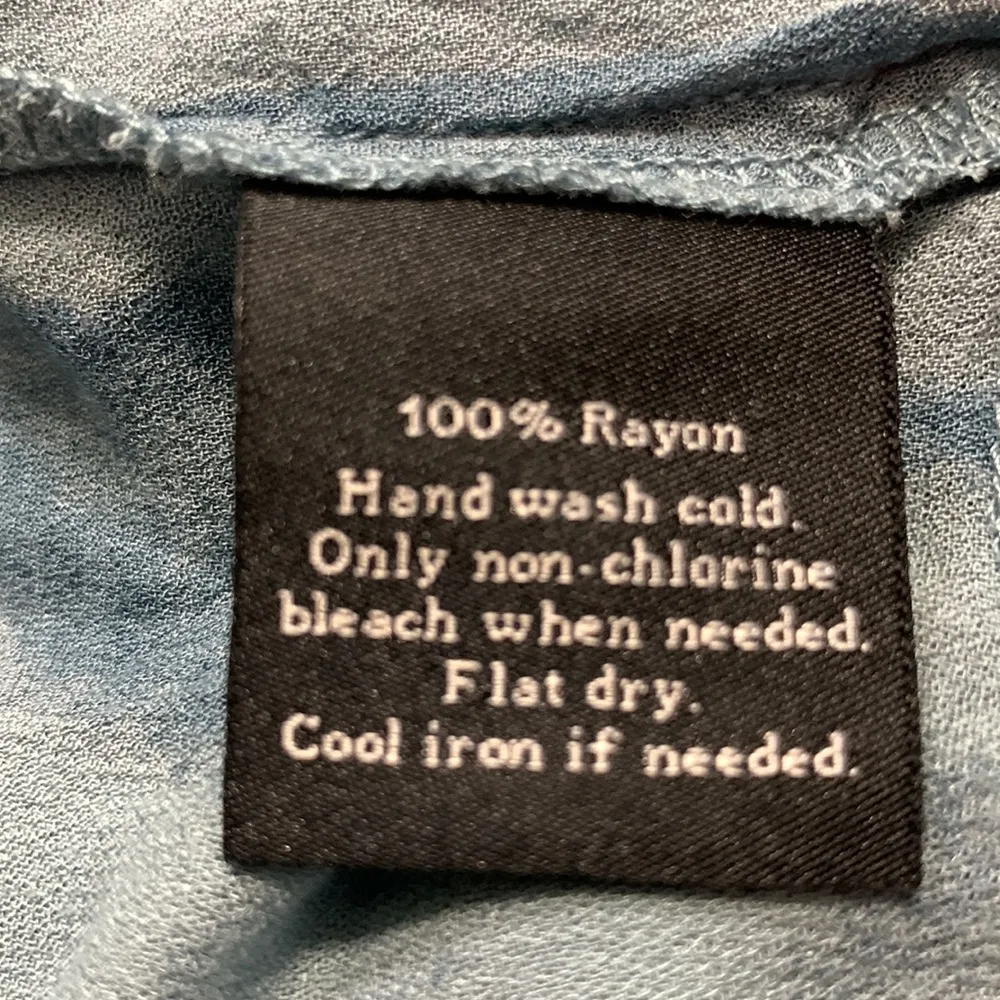 100% Rayon
Hand wash cold.
Only non-chlorine
bleach when needed.
Flat dry.
Cool iron if needed.